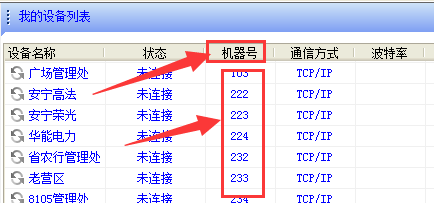 我的设备列表
设备名称 状态 机器号 通信方式 波特率
广场管理处 未连接 103 TCP/IP
安宁高法 未连接 222 TCP/IP
安宁荣光 未连接 223 TCP/IP
华能电力 未连接 224 TCP/IP
省农行管理处 未连接 232 TCP/IP
老营区 未连接 233 TCP/IP
8105管理处 未连接 234 TCP/IP